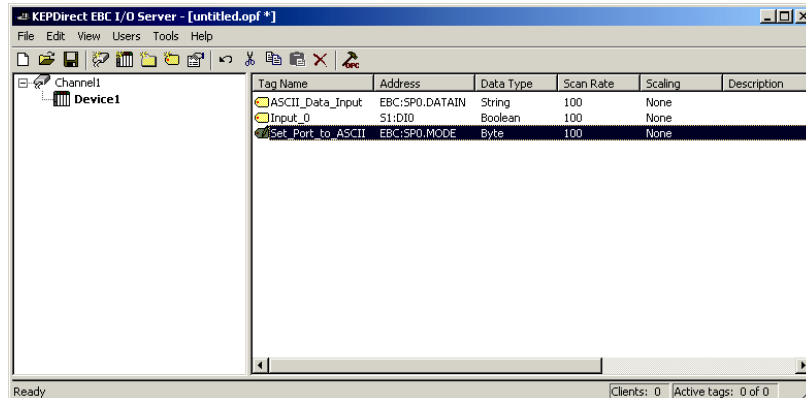 KEPDirect EBC I/O Server - [untitled.opf *]
File Edit View Users Tools Help
Channel1
Device1
Tag Name Address Data Type Scan Rate Scaling Description
ASCII_Data_Input EBC:SP0.DATAIN String 100 None
Input_0 S1:DI0 Boolean 100 None
Set_Port_to_ASCII EBC:SP0.MODE Byte 100 None
Ready Clients: 0 Active tags: 0 of 0